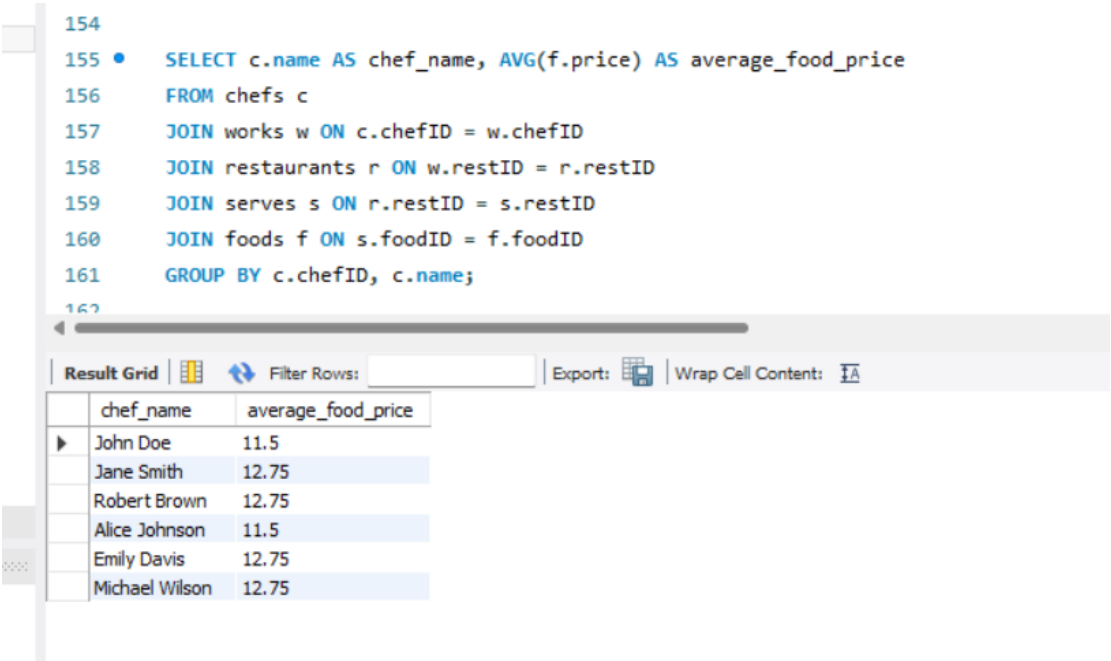 154
155 SELECT c.name AS chef_name, AVG(f.price) AS average_food_price
156 FROM chefs c
157 JOIN works w ON c.chefID = w.chefID
158 JOIN restaurants r ON w.restID = r.restID
159 JOIN serves s ON r.restID = s.restID
160 JOIN foods f ON s.foodID = f.foodID
161 GROUP BY c.chefID, c.name;
162
Result Grid Filter Rows: Export: Wrap Cell Content: IA
chef_name average_food_price
John Doe 11.5
Jane Smith 12.75
Robert Brown 12.75
Alice Johnson 11.5
Emily Davis 12.75
Michael Wilson 12.75